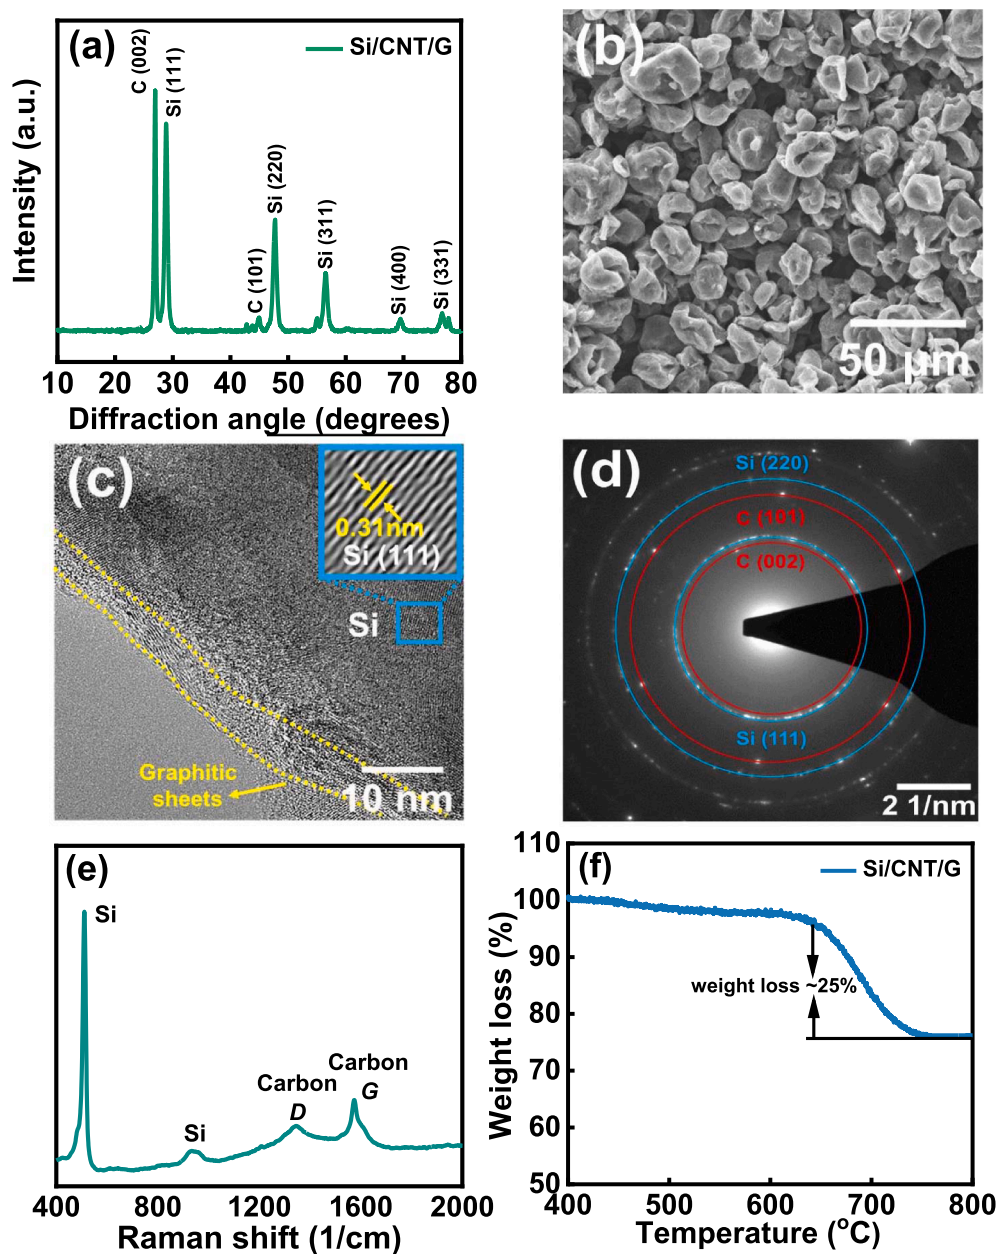 (a)
Si/CNT/G
C (002)
Si (111)
C (101)
Si (220)
Si (311)
Si (400)
Si (331)
Intensity (a.u.)
10 20 30 40 50 60 70 80
Diffraction angle (degrees)
(b)
50 µm
(c)
0.31nm
Si (111)
Si
Graphitic
sheets
10 nm
(d)
Si (220)
C (101)
C (002)
Si (111)
2 1/nm
(e)
Si
Si
Carbon
D
Carbon
G
400 800 1200 1600 2000
Raman shift (1/cm)
(f)
Si/CNT/G
110
100
90
80
70
60
50
Weight loss (%)
weight loss ~25%
400 500 600 700 800
Temperature (°C)